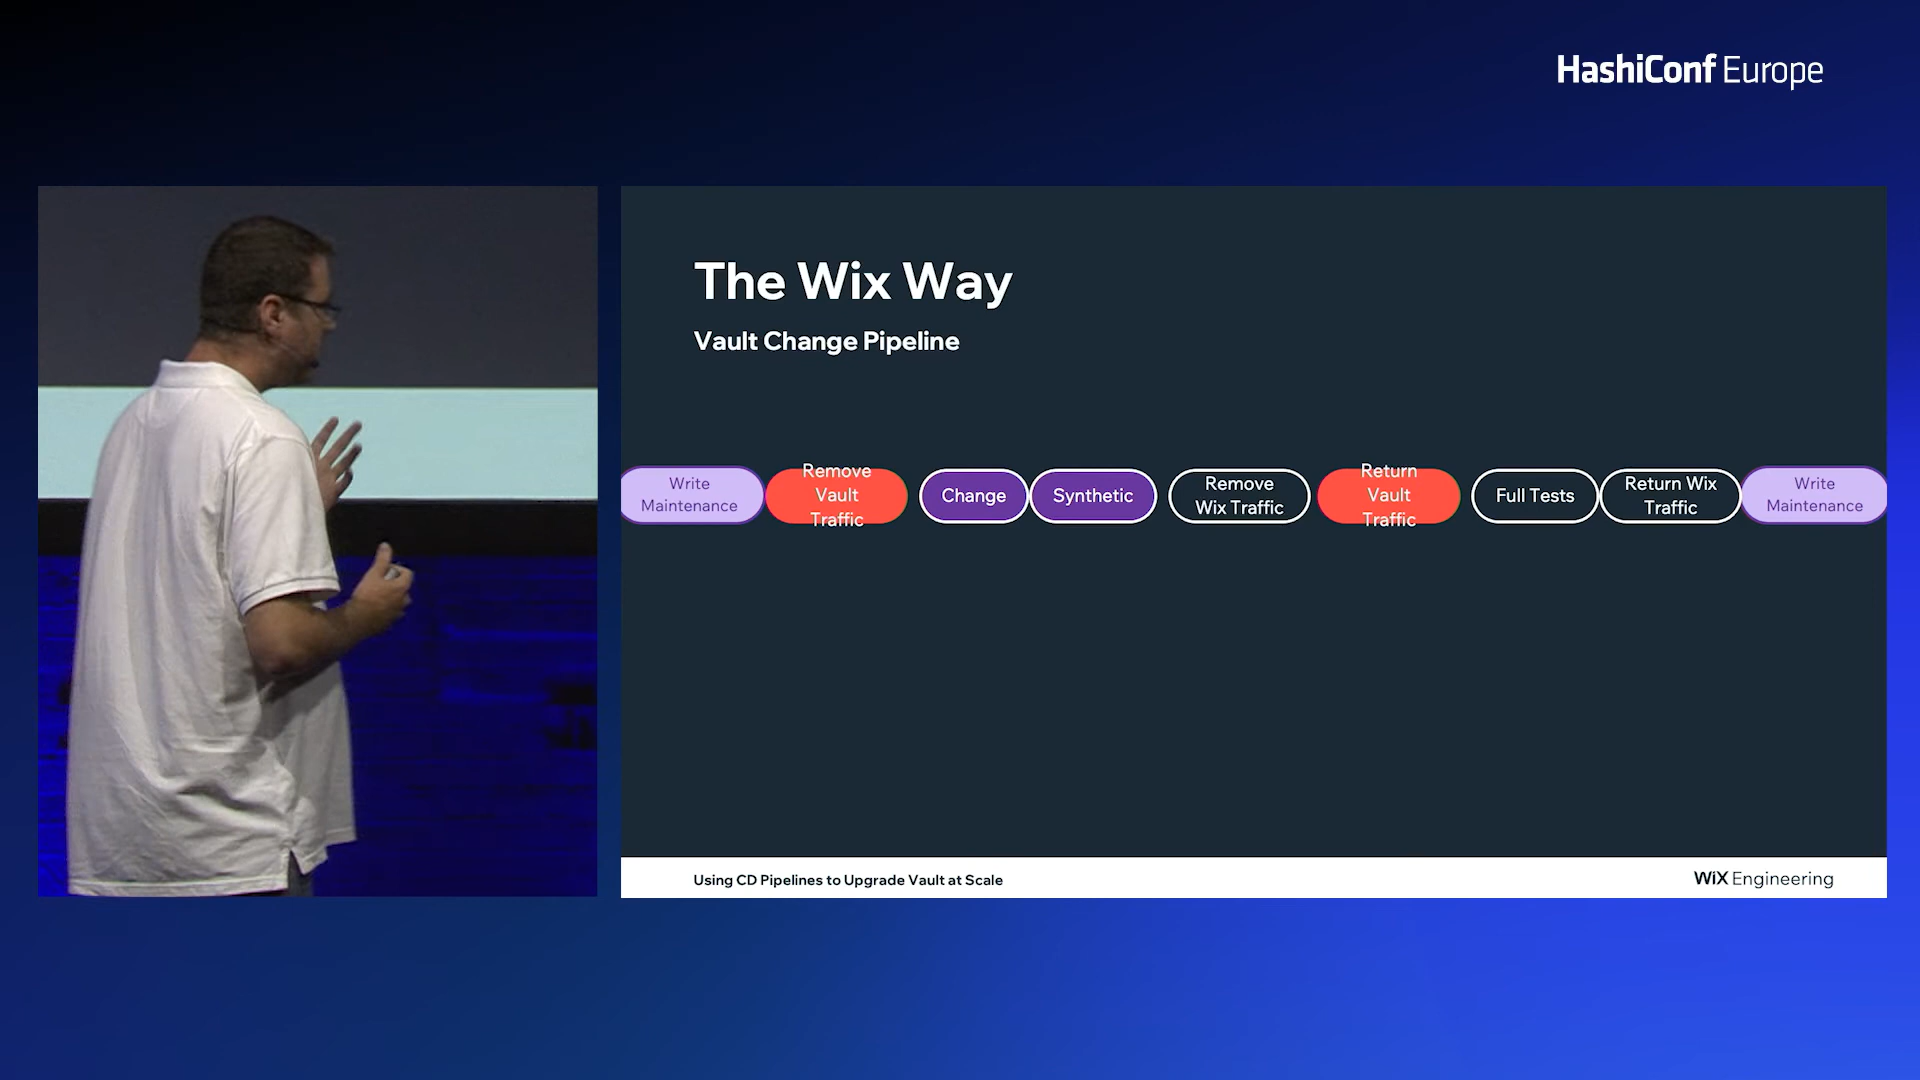 HashiConf Europe
The Wix Way
Vault Change Pipeline
Write
Maintenance
Remove
Vault
Traffic
Change
Synthetic
Remove
Wix Traffic
Return
Vault
Traffic
Full Tests
Return Wix
Traffic
Write
Maintenance
Using CD Pipelines to Upgrade Vault at Scale
WiX Engineering